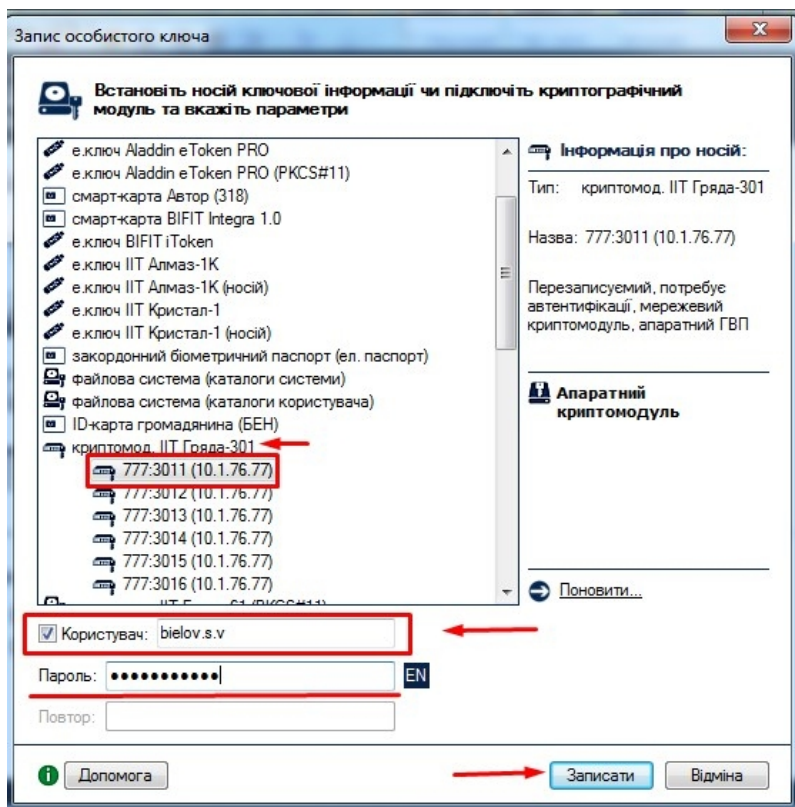 Запис особистого ключа
Встановіть носій ключової інформації чи підключіть криптографічний
модуль та вкажіть параметри
е.ключ Aladdin eToken PRO
е.ключ Aladdin eToken PRO (PKCS#11)
смарт-карта Автор (318)
смарт-карта BIFIT Integra 1.0
е.ключ BIFIT iToken
е.ключ ІІТ Алмаз-1К
е.ключ ІІТ Алмаз-1К (носій)
е.ключ ІІТ Кристал-1
е.ключ ІІТ Кристал-1 (носій)
закордонний біометричний паспорт (ел. паспорт)
файлова система (каталоги системи)
файлова система (каталоги користувача)
ID-карта громадянина (БЕН)
криптомод. ІІТ Гряда-301
777:3011 (10.1.76.77)
777:3012 (10.1.76.77)
777:3013 (10.1.76.77)
777:3014 (10.1.76.77)
777:3015 (10.1.76.77)
777:3016 (10.1.76.77)
Інформація про носій:
Тип: криптомод. ІІТ Гряда-301
Назва: 777:3011 (10.1.76.77)
Перезаписуємий, потребує
автентифікації, мережевий
криптомодуль, апаратний ГВП
Апаратний
криптомодуль
Поновити...
Користувач: bielov.s.v
Пароль: ●●●●●●●●●●● EN
Повтор:
Допомога
Записати
Відміна